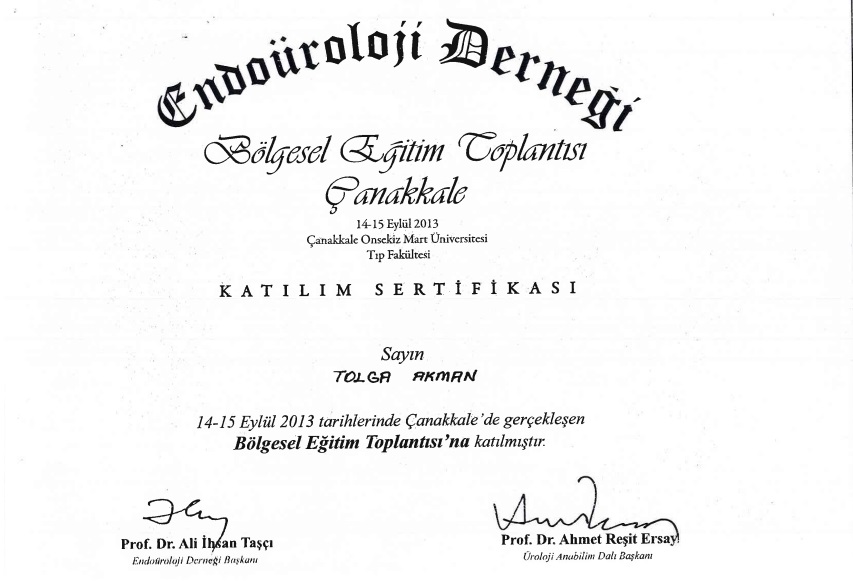 Endoüroloji Derneği
Bölgesel Eğitim Toplantısı
Çanakkale
14-15 Eylül 2013
Çanakkale Onsekiz Mart Üniversitesi
Tıp Fakültesi
KATILIM SERTİFİKASI
Sayın
TOLGA AKMAN
14-15 Eylül 2013 tarihlerinde Çanakkale'de gerçekleşen
Bölgesel Eğitim Toplantısı'na katılmıştır.
Prof. Dr. Ali İhsan Taşçı
Prof. Dr. Ahmet Reşit Ersay
Endoüroloji Derneği Başkanı
Üroloji Anabilim Dalı Başkanı